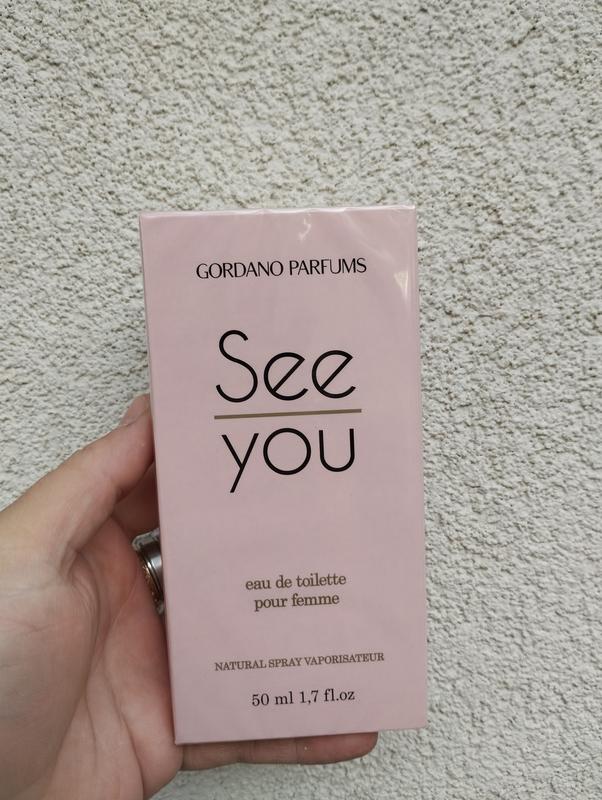 GORDANO PARFUMS
See
you
eau de toilette
pour femme
NATURAL SPRAY VAPORISATEUR
50 ml 1,7 fl.oz